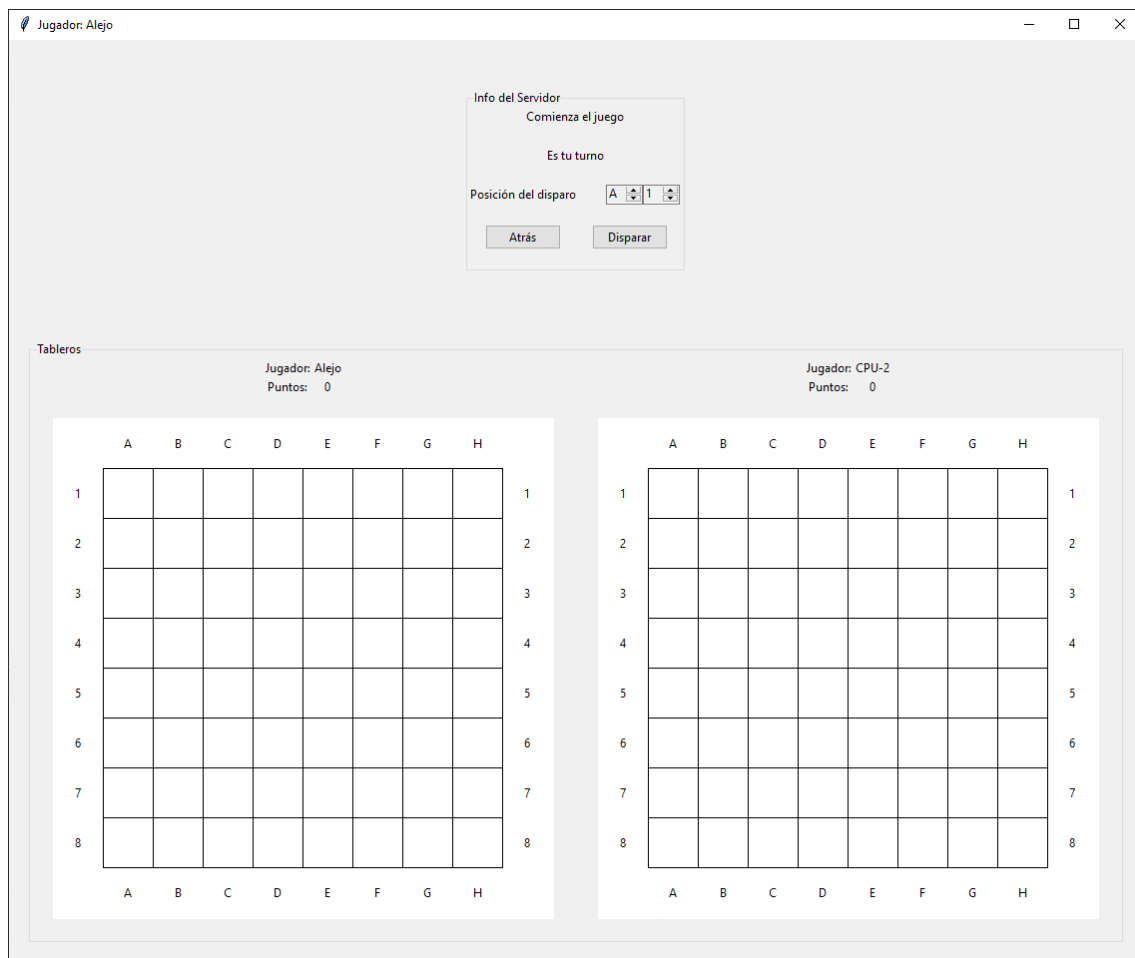 Jugador: Alejo
Info del Servidor
Comienza el juego
Es tu turno
Posición del disparo A 1
Atrás Disparar
Tableros
Jugador: Alejo
Puntos: 0
A B C D E F G H
1 1
2 2
3 3
4 4
5 5
6 6
7 7
8 8
A B C D E F G H
Jugador: CPU-2
Puntos: 0
A B C D E F G H
1 1
2 2
3 3
4 4
5 5
6 6
7 7
8 8
A B C D E F G H